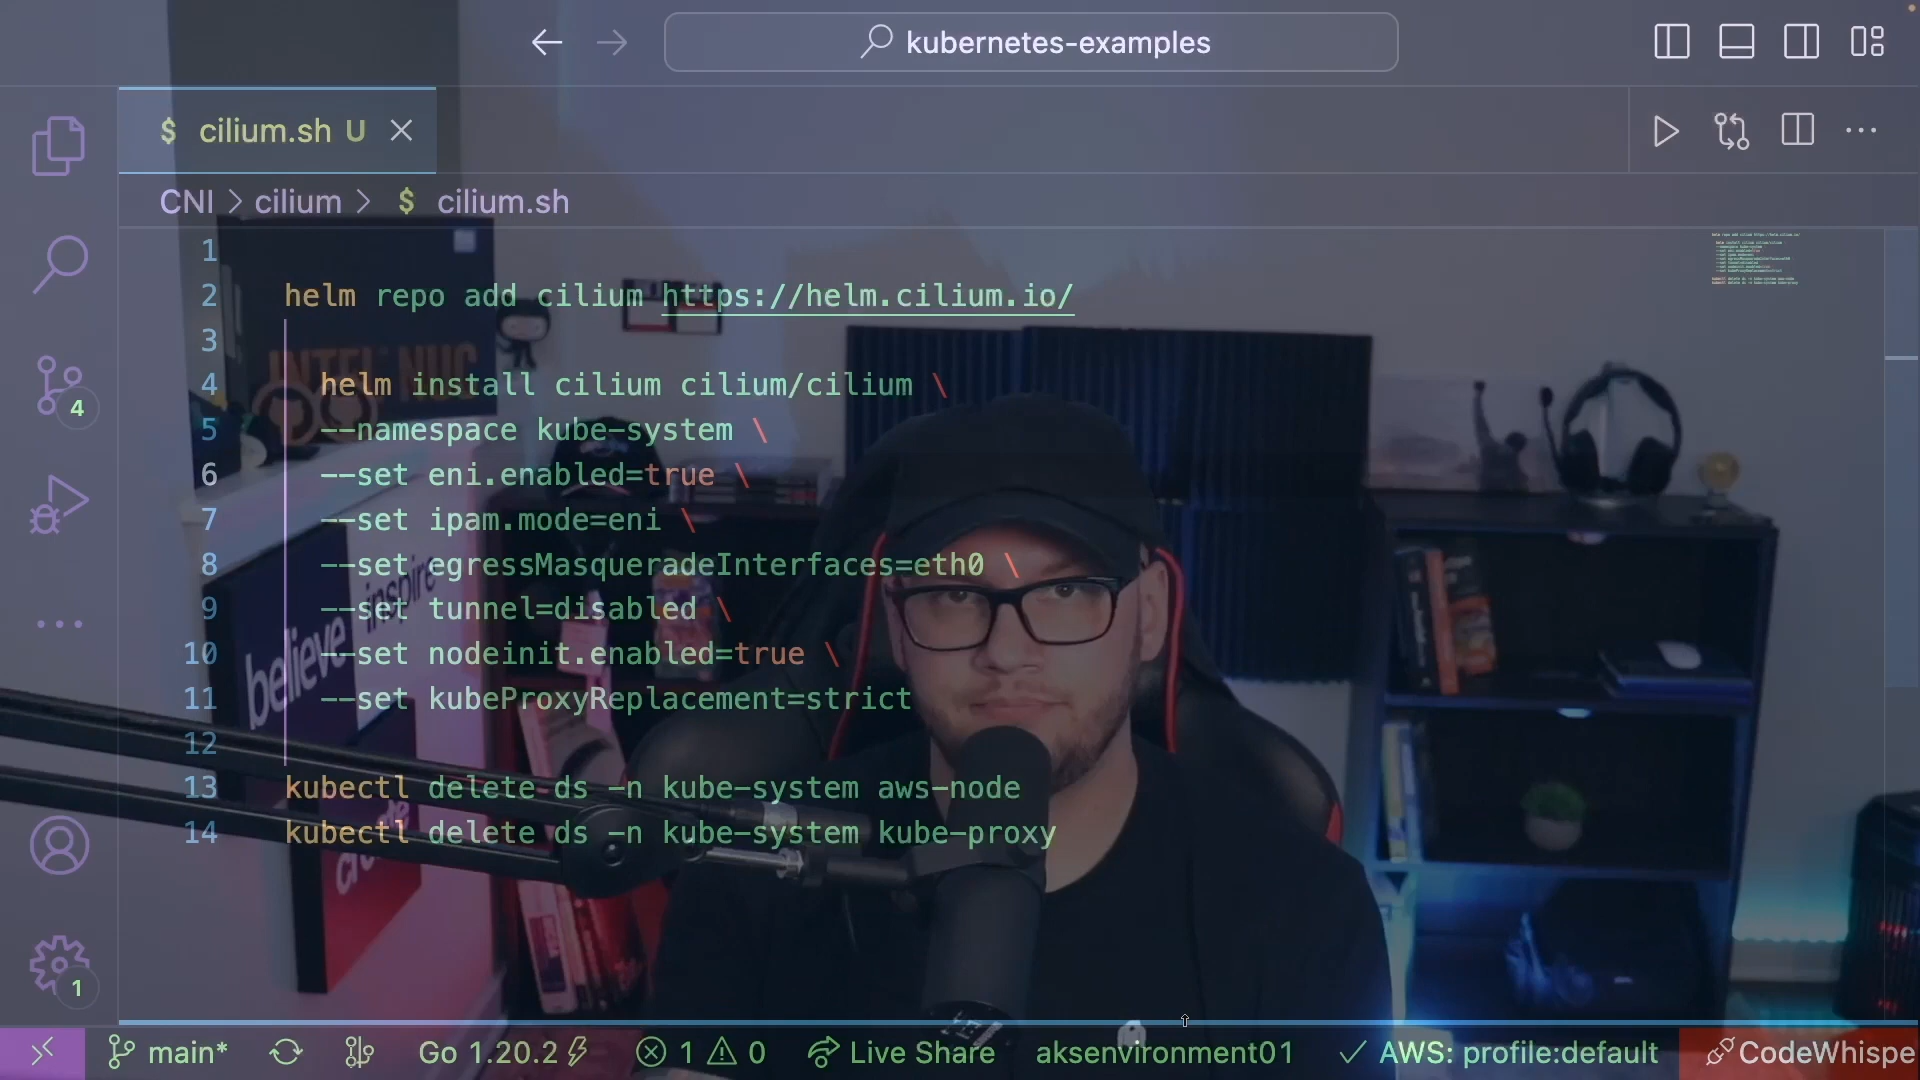 kubernetes-examples
$ cilium.sh U
CNI > cilium > $ cilium.sh
1
2 helm repo add cilium https://helm.cilium.io/
3
4 helm install cilium cilium/cilium \
5 --namespace kube-system \
6 --set eni.enabled=true \
7 --set ipam.mode=eni \
8 --set egressMasqueradeInterfaces=eth0 \
9 --set tunnel=disabled \
10 --set nodeinit.enabled=true \
11 --set kubeProxyReplacement=strict
12
13 kubectl delete ds -n kube-system aws-node
14 kubectl delete ds -n kube-system kube-proxy
INTEL NUC
believe
inspire
4
1
main* Go 1.20.2 1 0 Live Share aksenvironment01 AWS: profile:default CodeWhispe